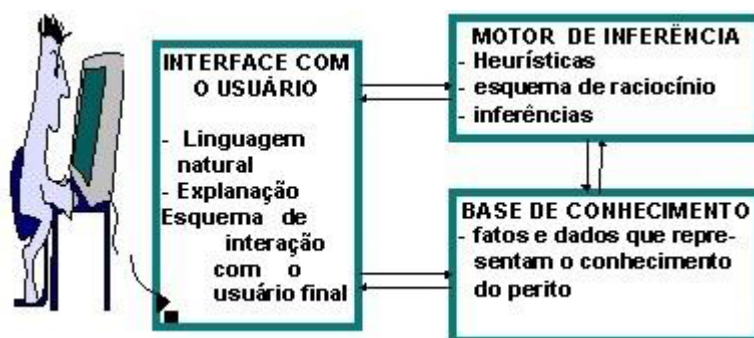 INTERFACE COM
O USUÁRIO
- Linguagem
natural
- Explanação
Esquema de
interação
com o
usuário final
MOTOR DE INFERÊNCIA
- Heurísticas
- esquema de raciocínio
- inferências
BASE DE CONHECIMENTO
- fatos e dados que repre-
sentam o conhecimento
do perito